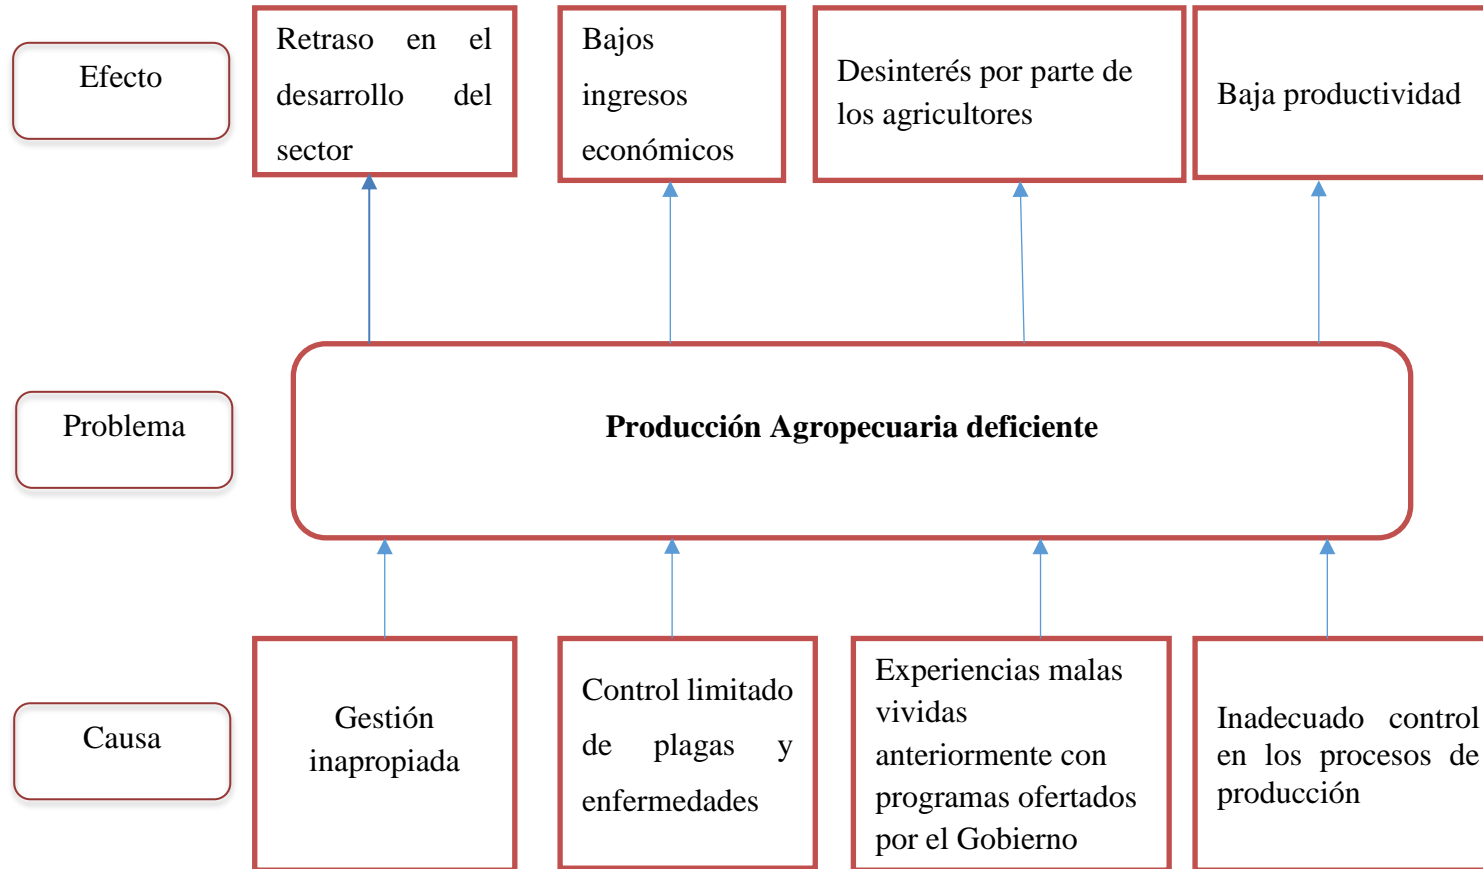 Efecto
Retraso en el
desarrollo del
sector
Bajos
ingresos
económicos
Desinterés por parte de
los agricultores
Baja productividad
Problema
Producción Agropecuaria deficiente
Causa
Gestión
inapropiada
Control limitado
de plagas y
enfermedades
Experiencias malas
vividas
anteriormente con
programas ofertados
por el Gobierno
Inadecuado control
en los procesos de
producción